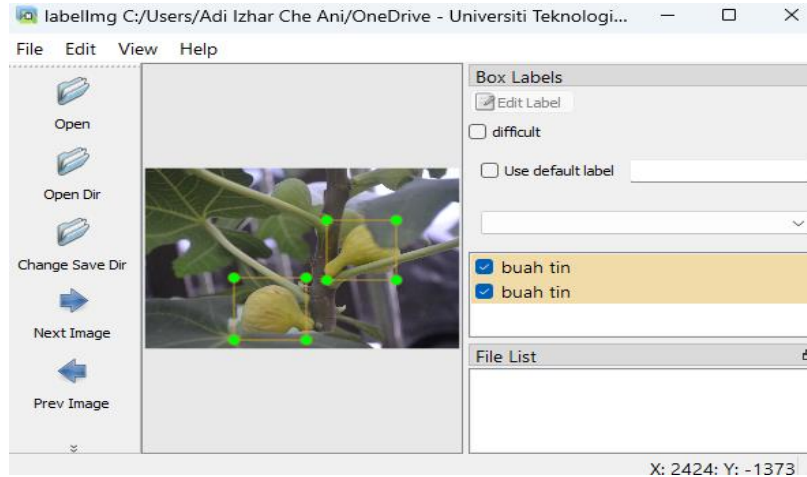 labelImg C:/Users/Adi Izhar Che Ani/OneDrive - Universiti Teknologi...
File Edit View Help
Open
Open Dir
Change Save Dir
Next Image
Prev Image
Box Labels
Edit Label
difficult
Use default label
buah tin
buah tin
File List
X: 2424: Y: -1373